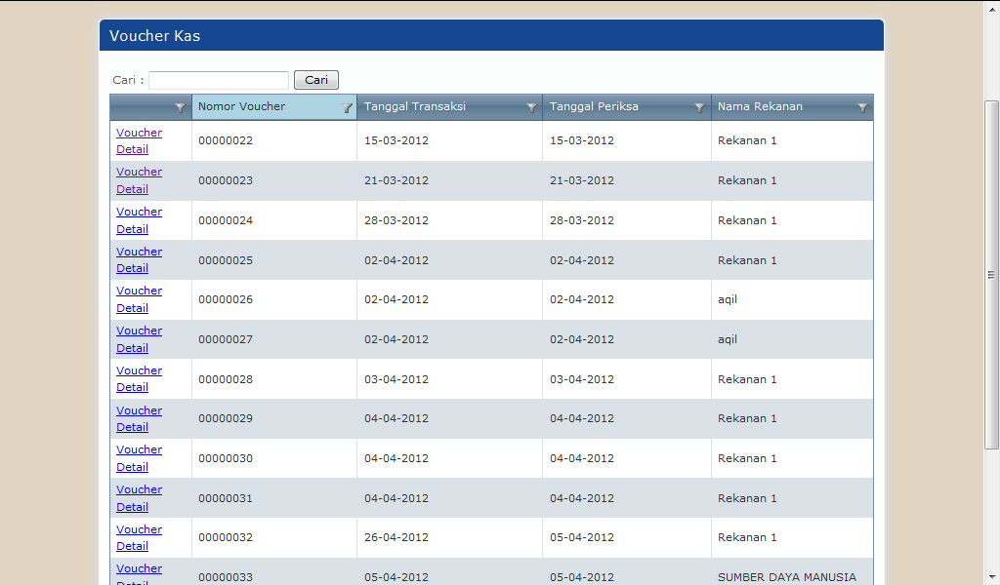 Voucher Kas
Cari :
Cari
Nomor Voucher Tanggal Transaksi Tanggal Periksa Nama Rekanan
Voucher
Detail 00000022 15-03-2012 15-03-2012 Rekanan 1
Voucher
Detail 00000023 21-03-2012 21-03-2012 Rekanan 1
Voucher
Detail 00000024 28-03-2012 28-03-2012 Rekanan 1
Voucher
Detail 00000025 02-04-2012 02-04-2012 Rekanan 1
Voucher
Detail 00000026 02-04-2012 02-04-2012 aqil
Voucher
Detail 00000027 02-04-2012 02-04-2012 aqil
Voucher
Detail 00000028 03-04-2012 03-04-2012 Rekanan 1
Voucher
Detail 00000029 04-04-2012 04-04-2012 Rekanan 1
Voucher
Detail 00000030 04-04-2012 04-04-2012 Rekanan 1
Voucher
Detail 00000031 04-04-2012 04-04-2012 Rekanan 1
Voucher
Detail 00000032 26-04-2012 05-04-2012 Rekanan 1
Voucher
Detail 00000033 05-04-2012 05-04-2012 SUMBER DAYA MANUSIA